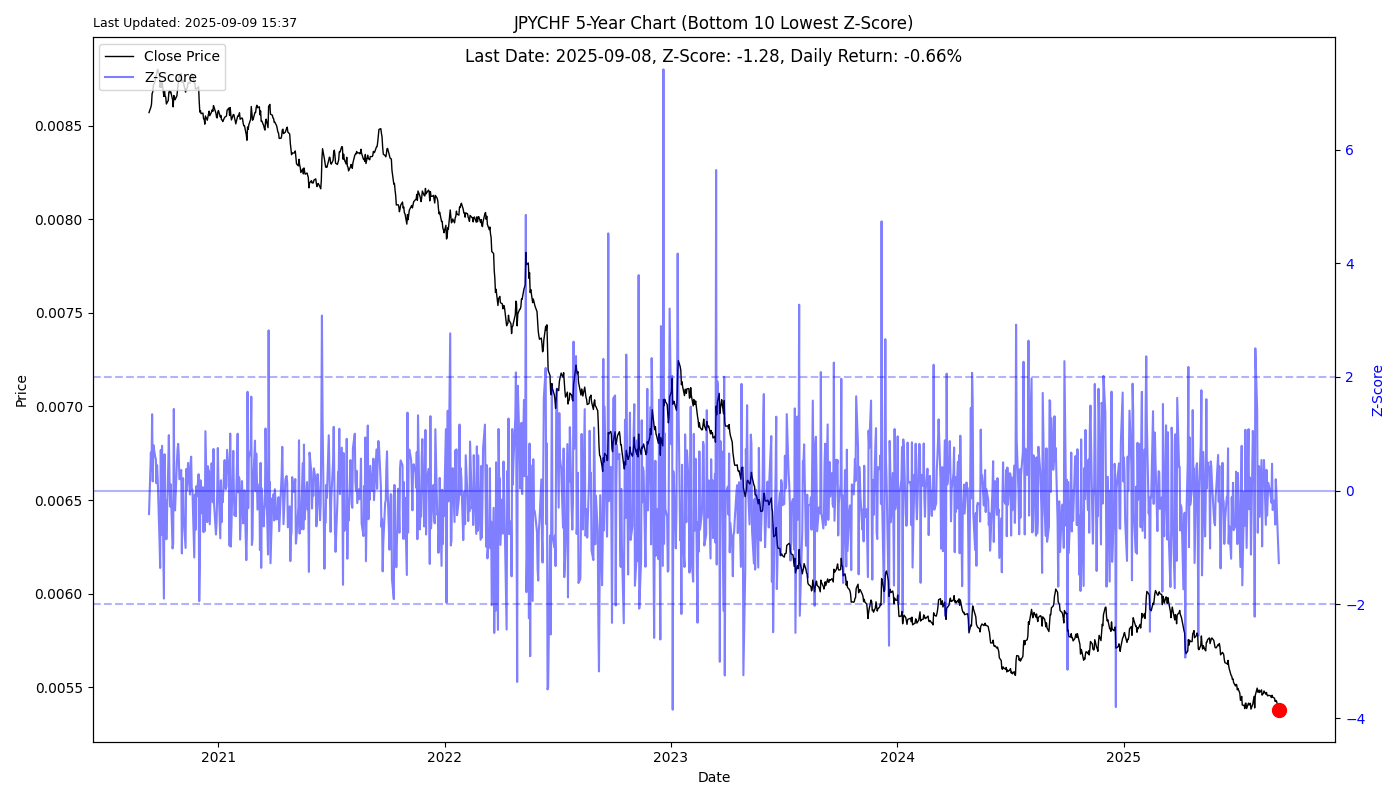 Last Updated: 2025-09-09 15:37
JPYCHF 5-Year Chart (Bottom 10 Lowest Z-Score)
Last Date: 2025-09-08, Z-Score: -1.28, Daily Return: -0.66%
Close Price
Z-Score
Price
0.0085
0.0080
0.0075
0.0070
0.0065
0.0060
0.0055
6
4
2
0
−2
−4
Z-Score
2021
2022
2023
2024
2025
Date